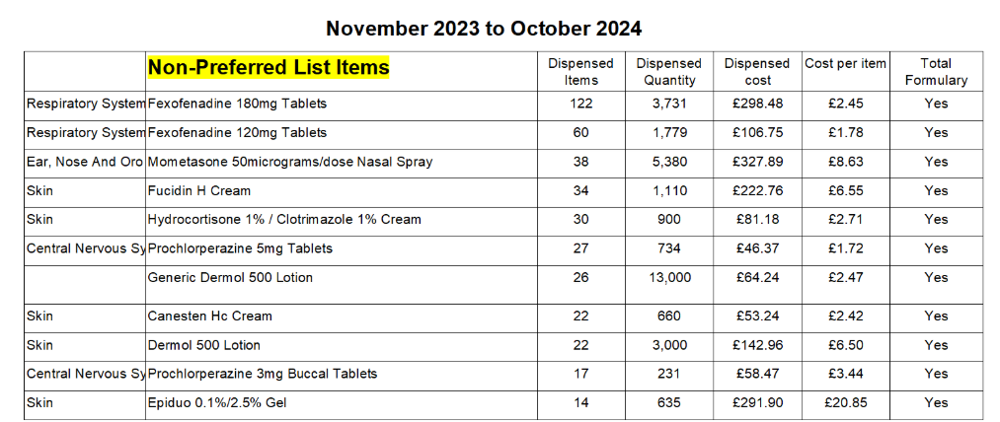 November 2023 to October 2024
Non-Preferred List Items Dispensed Items Dispensed Quantity Dispensed cost Cost per item Total Formulary
Respiratory System Fexofenadine 180mg Tablets 122 3,731 £298.48 £2.45 Yes
Respiratory System Fexofenadine 120mg Tablets 60 1,779 £106.75 £1.78 Yes
Ear, Nose And Oro Mometasone 50micrograms/dose Nasal Spray 38 5,380 £327.89 £8.63 Yes
Skin Fucidin H Cream 34 1,110 £222.76 £6.55 Yes
Skin Hydrocortisone 1% / Clotrimazole 1% Cream 30 900 £81.18 £2.71 Yes
Central Nervous Sy Prochlorperazine 5mg Tablets 27 734 £46.37 £1.72 Yes
Generic Dermol 500 Lotion 26 13,000 £64.24 £2.47 Yes
Skin Canesten Hc Cream 22 660 £53.24 £2.42 Yes
Skin Dermol 500 Lotion 22 3,000 £142.96 £6.50 Yes
Central Nervous Sy Prochlorperazine 3mg Buccal Tablets 17 231 £58.47 £3.44 Yes
Skin Epiduo 0.1%/2.5% Gel 14 635 £291.90 £20.85 Yes